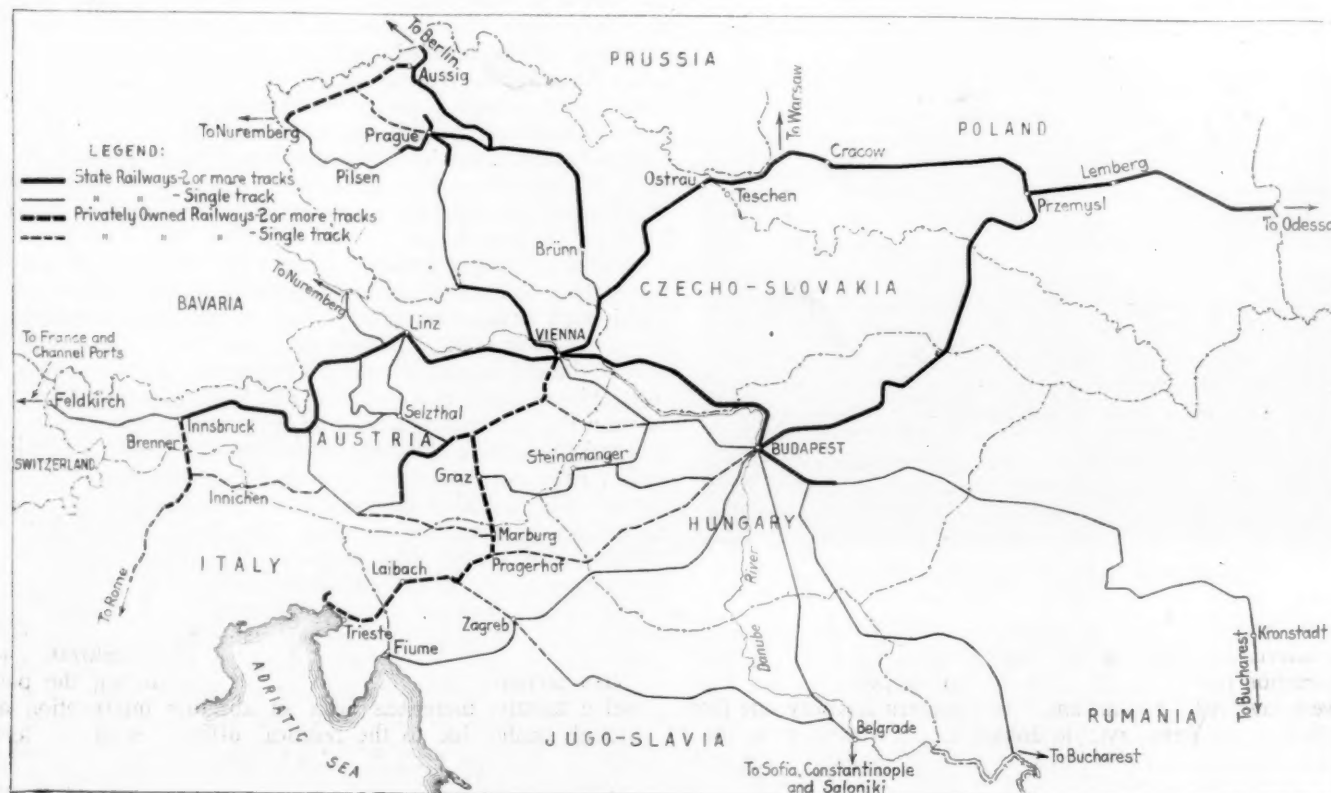 To Berlin
PRUSSIA
Aussig
To Warsaw
POLAND
To Nuremberg
Prague
Cracow
LEGEND:
Pilsen
Ostrau
Teschen
Lemberg
State Railways-2 or more tracks
" " -Single track
Przemysl
Privately Owned Railways-2 or more tracks
" " " -Single track
To Odessa
Brünn
To Nuremberg
CZECHO-SLOVAKIA
BAVARIA
Linz
VIENNA
To France and
Channel Ports
Feldkirch
Selzthal
Innsbruck
AUSTRIA
Brenner
BUDAPEST
SWITZERLAND
Steinamanger
Graz
Innichen
HUNGARY
Marburg
ITALY
Pragerhof
Laibach
River
To Rome
Zagreb
Trieste
Fiume
Danube
Kronstadt
To Bucharest
ADRIATIC
SEA
RUMANIA
JUGO-SLAVIA
Belgrade
To Bucharest
To Sofia, Constantinople
and Saloniki